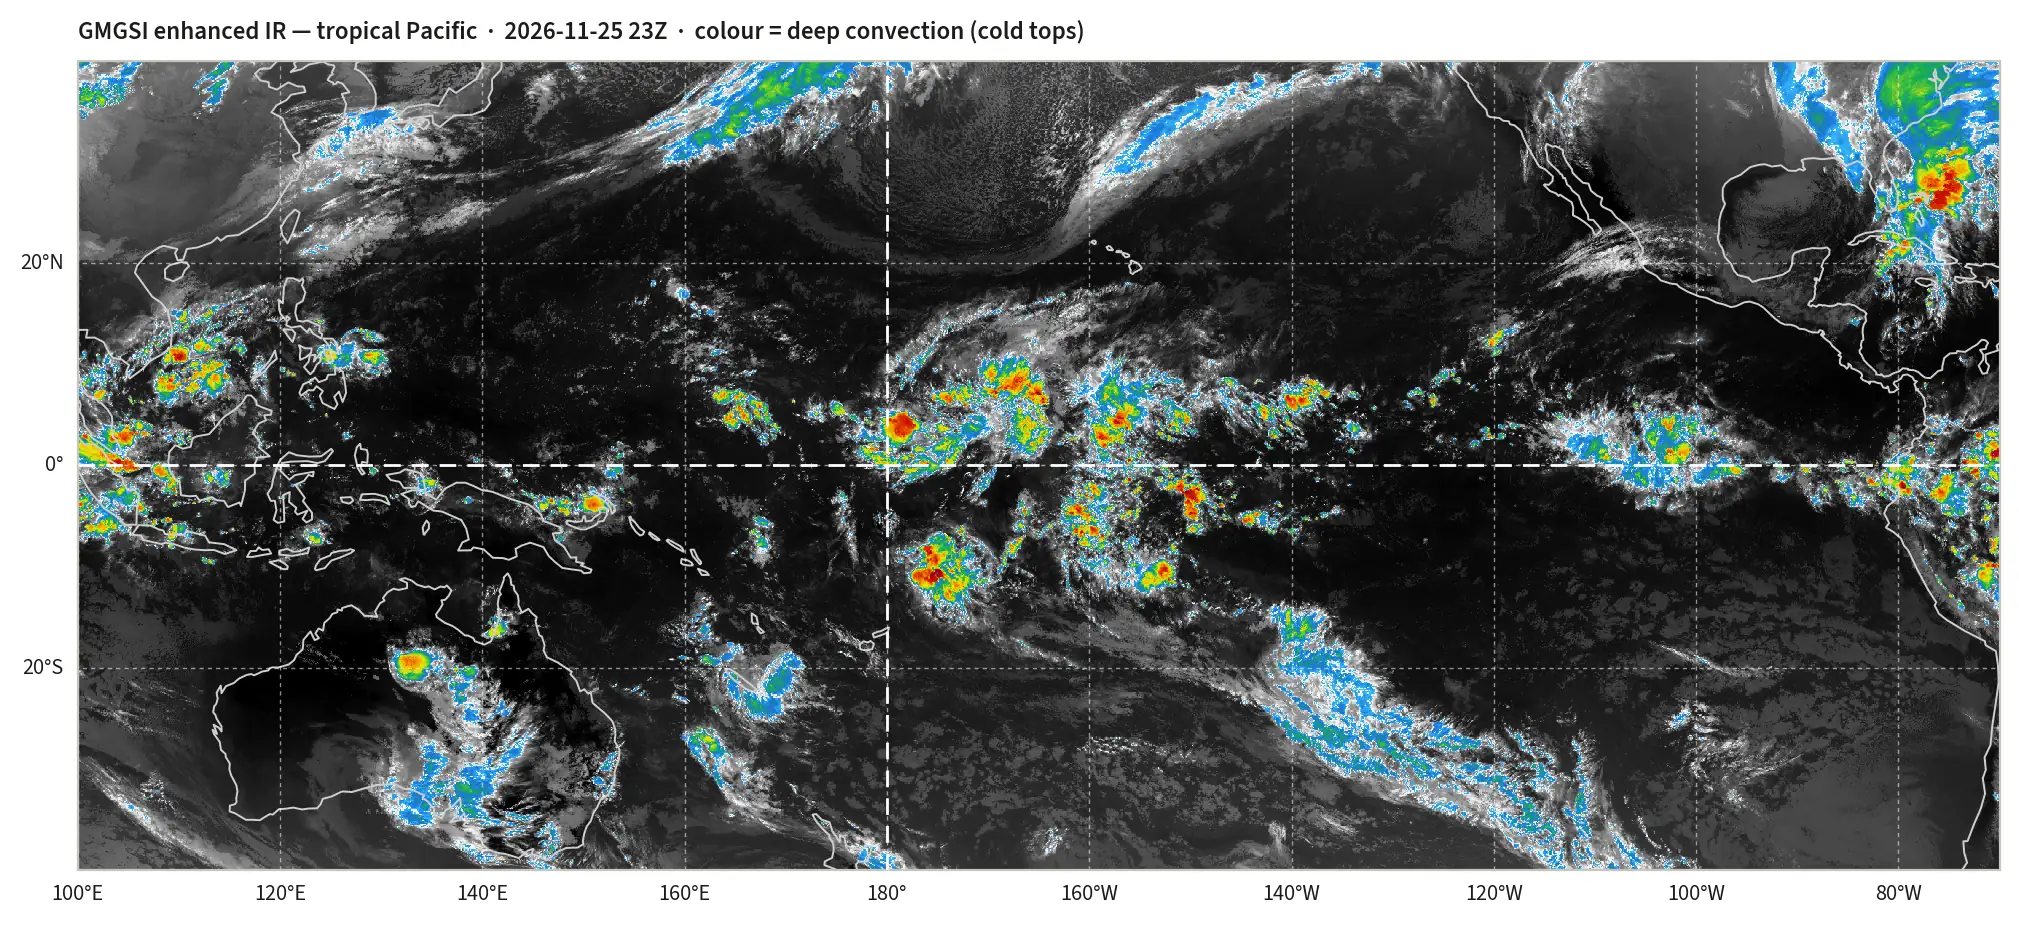 GMGSI enhanced IR — tropical Pacific · 2026-11-25 23Z · colour = deep convection (cold tops)
20°N
0°
20°S
100°E 120°E 140°E 160°E 180° 160°W 140°W 120°W 100°W 80°W